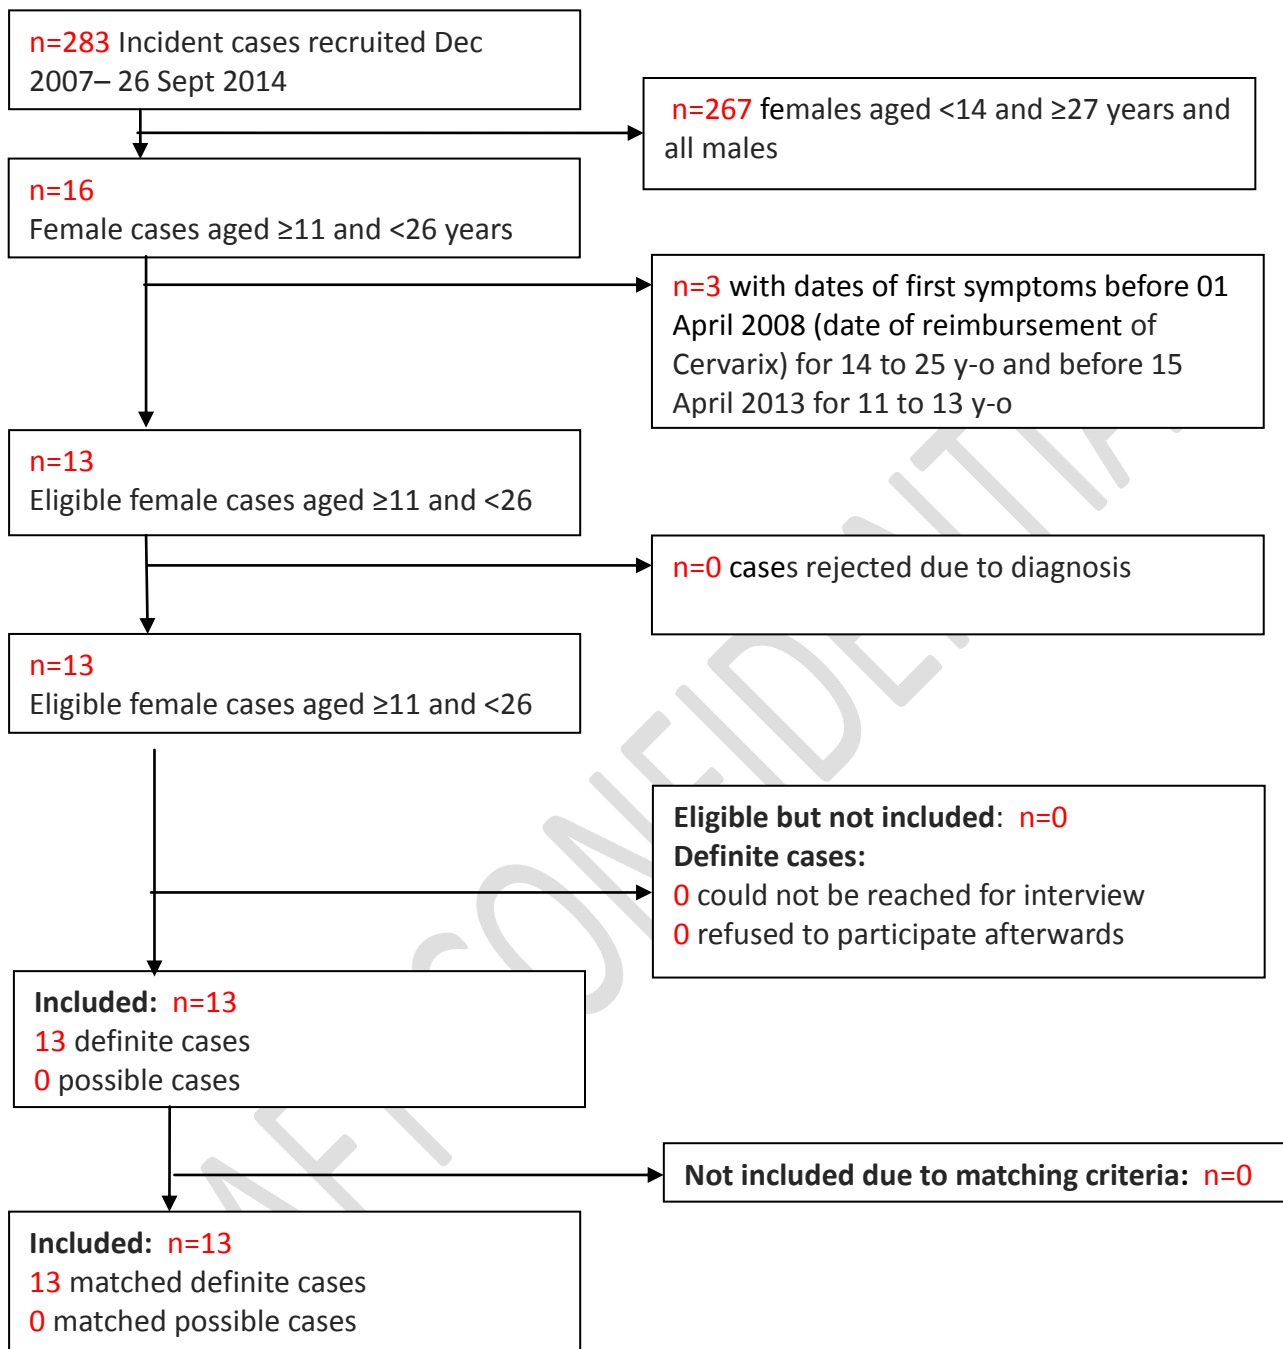 n=283 Incident cases recruited Dec
2007– 26 Sept 2014
n=267 females aged <14 and ≥27 years and
all males
n=16
Female cases aged ≥11 and <26 years
n=3 with dates of first symptoms before 01
April 2008 (date of reimbursement of
Cervarix) for 14 to 25 y-o and before 15
April 2013 for 11 to 13 y-o
n=13
Eligible female cases aged ≥11 and <26
n=0 cases rejected due to diagnosis
n=13
Eligible female cases aged ≥11 and <26
Eligible but not included: n=0
Definite cases:
0 could not be reached for interview
0 refused to participate afterwards
Included: n=13
13 definite cases
0 possible cases
Not included due to matching criteria: n=0
Included: n=13
13 matched definite cases
0 matched possible cases
AFT CONFIDENTIA